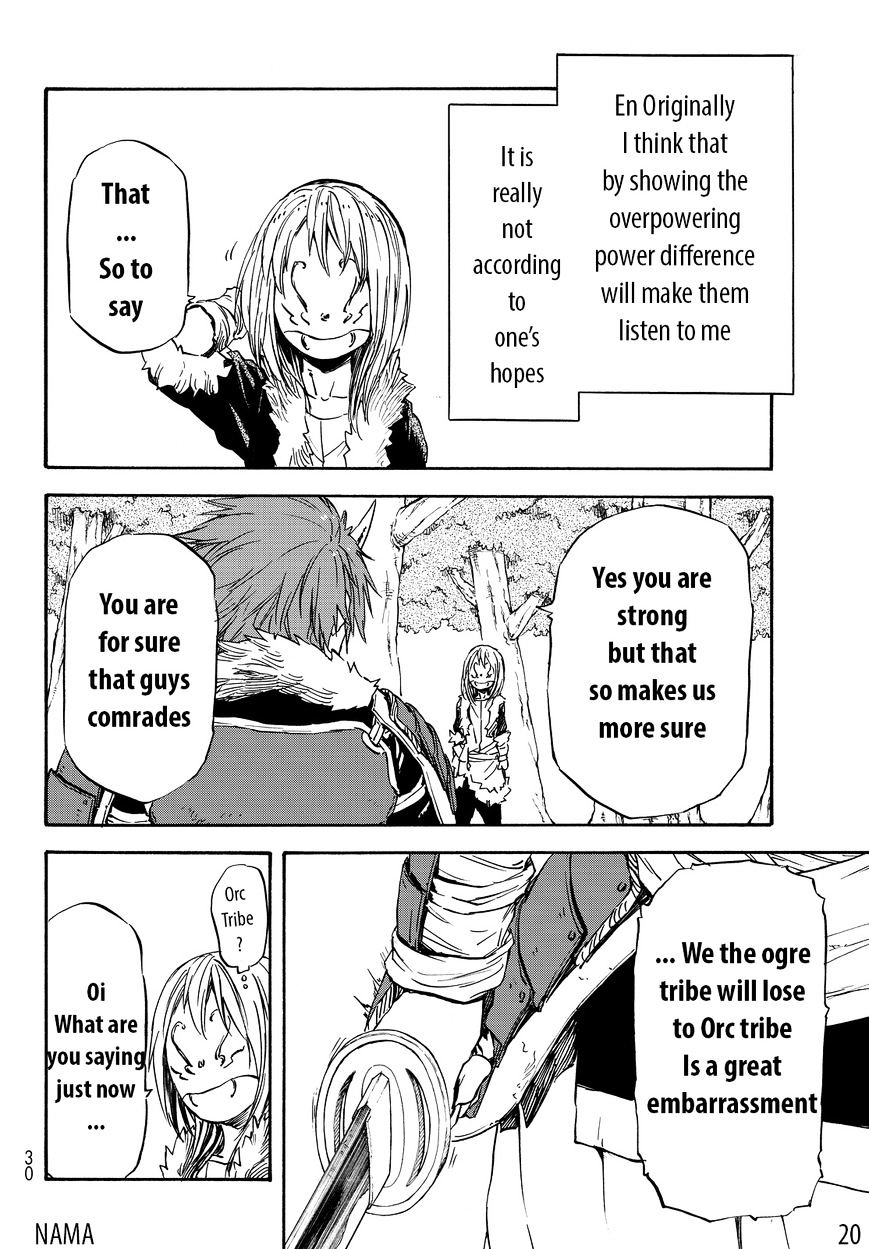 En Originally
I think that
by showing the
overpowering
power difference
will make them
listen to me
It is
really
not
according
to
one's
hopes
That
...
So to
say
Yes you are
strong
but that
so makes us
more sure
You are
for sure
that guys
comrades
... We the ogre
tribe will lose
to Orc tribe
Is a great
embarrassment
Orc
Tribe
?
Oi
What are
you saying
just now
...
30
NAMA
20